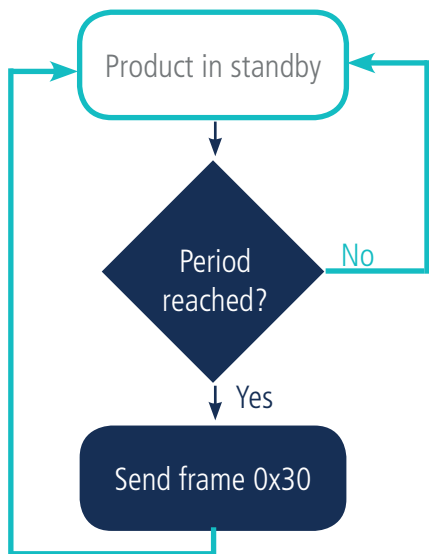 Product in standby
No
Period
reached?
Yes
Send frame 0x30